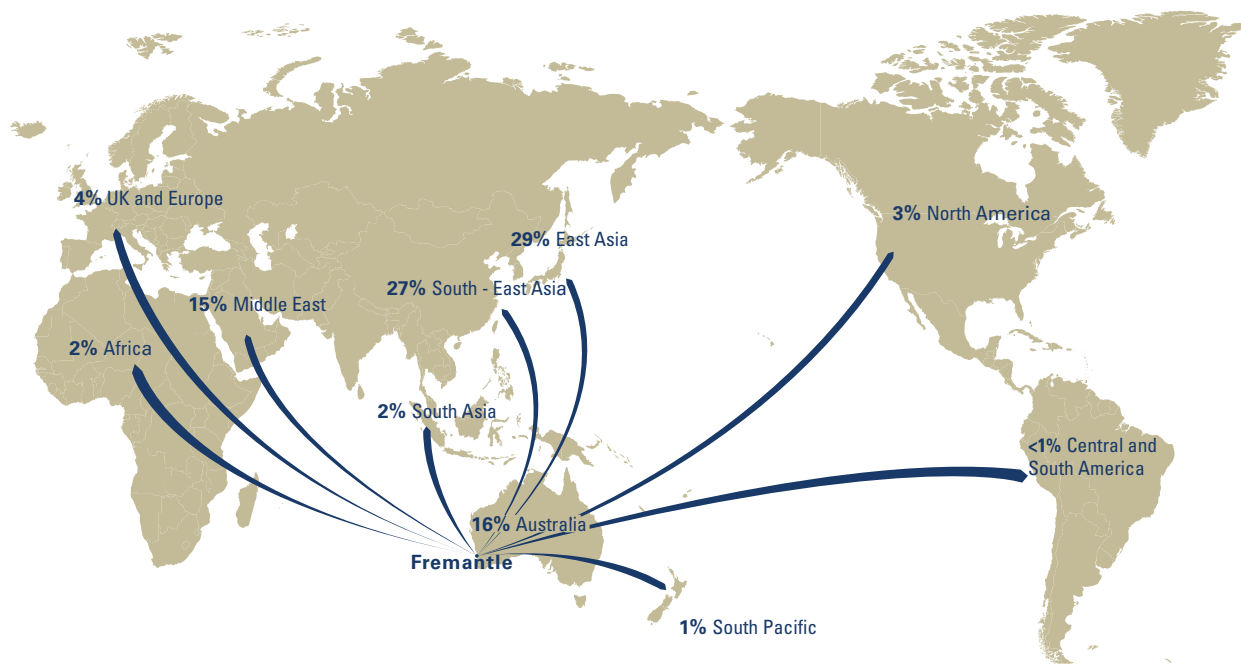 4% UK and Europe
3% North America
29% East Asia
27% South - East Asia
15% Middle East
2% Africa
2% South Asia
<1% Central and
South America
16% Australia
Fremantle
1% South Pacific